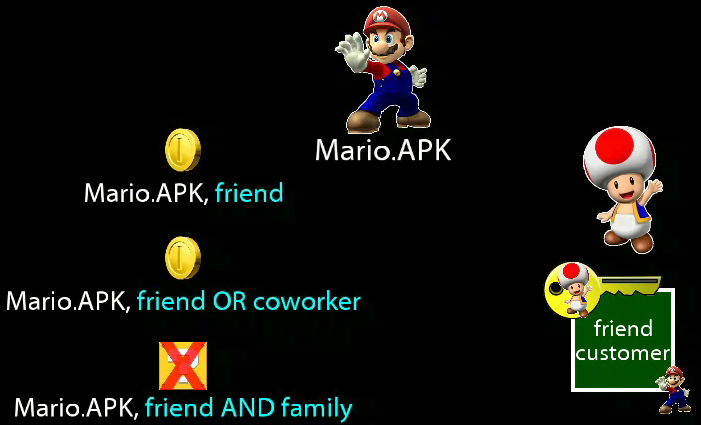 Mario.APK
Mario.APK, friend
Mario.APK, friend OR coworker
friend
customer
Mario.APK, friend AND family